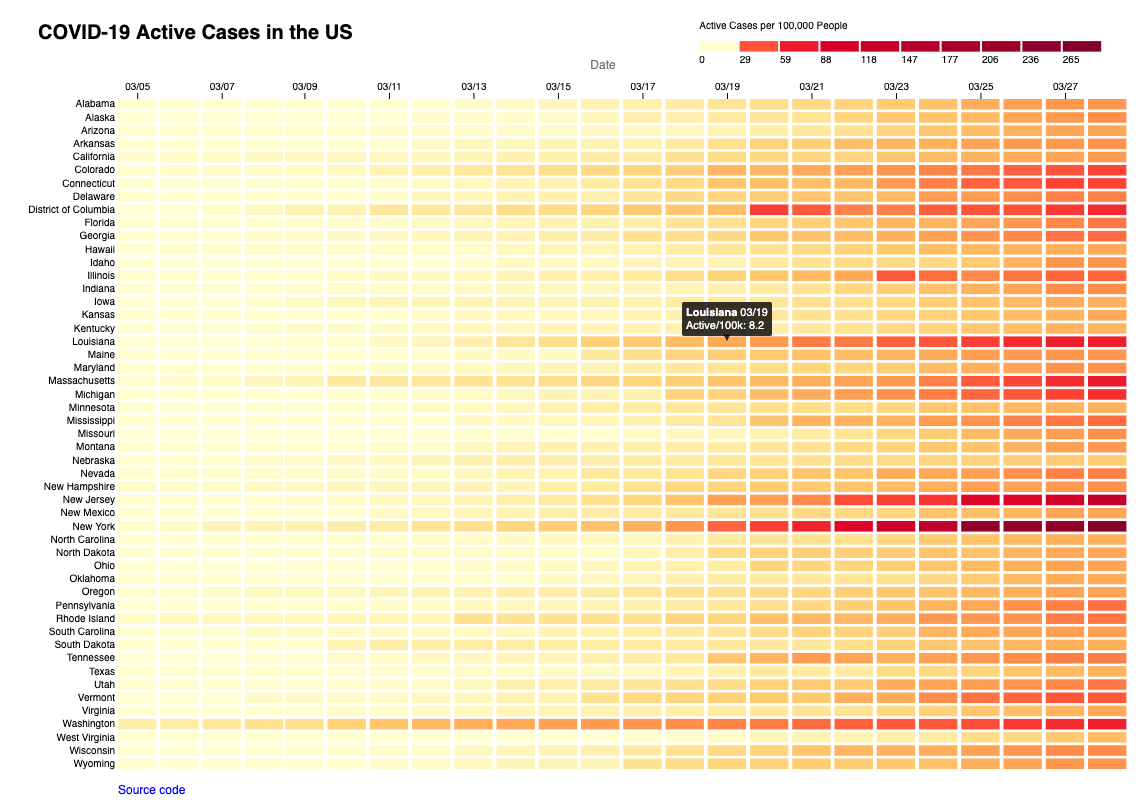 COVID-19 Active Cases in the US
Active Cases per 100,000 People
0 29 59 88 118 147 177 206 236 265
Date
03/05 03/07 03/09 03/11 03/13 03/15 03/17 03/19 03/21 03/23 03/25 03/27
Alabama
Alaska
Arizona
Arkansas
California
Colorado
Connecticut
Delaware
District of Columbia
Florida
Georgia
Hawaii
Idaho
Illinois
Indiana
Iowa
Louisiana 03/19
Kansas
Active/100k: 8.2
Kentucky
Louisiana
Maine
Maryland
Massachusetts
Michigan
Minnesota
Mississippi
Missouri
Montana
Nebraska
Nevada
New Hampshire
New Jersey
New Mexico
New York
North Carolina
North Dakota
Ohio
Oklahoma
Oregon
Pennsylvania
Rhode Island
South Carolina
South Dakota
Tennessee
Texas
Utah
Vermont
Virginia
Washington
West Virginia
Wisconsin
Wyoming
Source code